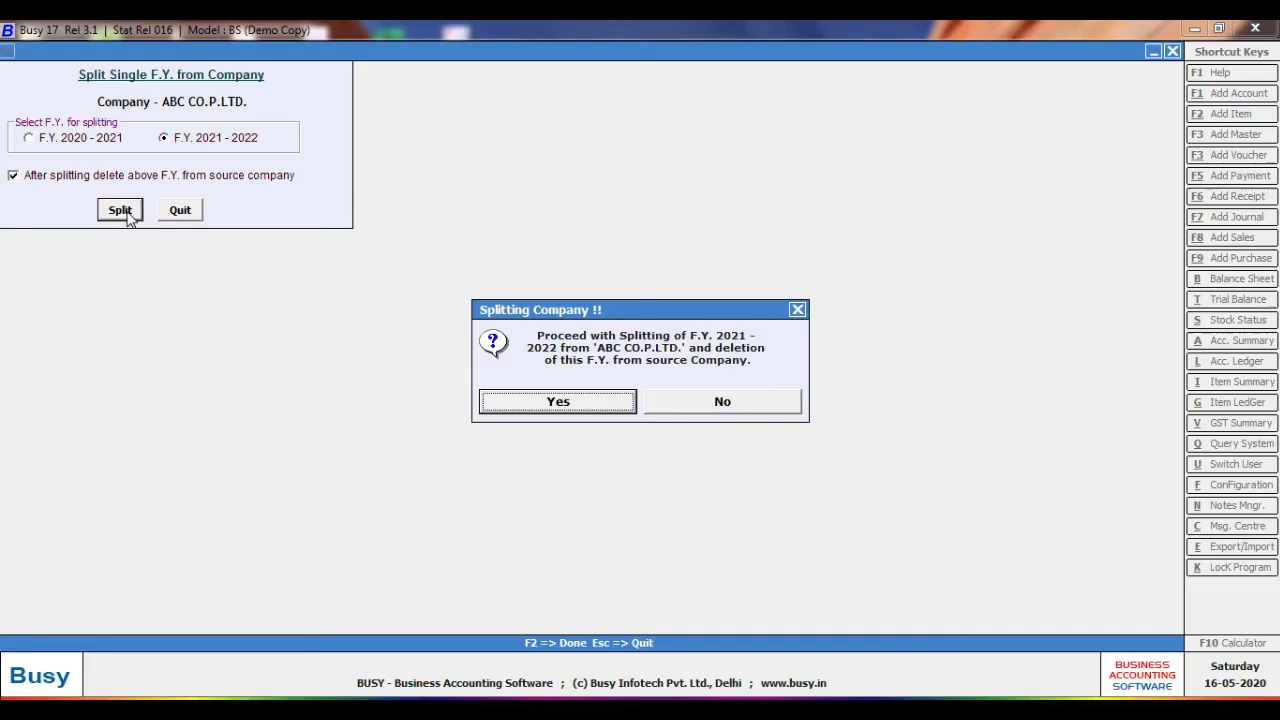 Busy 17 Rel 3.1 | Stat Rel 016 | Model : BS (Demo Copy)
Split Single F.Y. from Company
Company - ABC CO.P.LTD.
Select F.Y. for splitting
F.Y. 2020 - 2021 F.Y. 2021 - 2022
After splitting delete above F.Y. from source company
Split Quit
Splitting Company !!
Proceed with Splitting of F.Y. 2021 -
2022 from 'ABC CO.P.LTD.' and deletion
of this F.Y. from source Company.
Yes No
Shortcut Keys
F1 Help
F1 Add Account
F2 Add Item
F3 Add Master
F3 Add Voucher
F5 Add Payment
F6 Add Receipt
F7 Add Journal
F8 Add Sales
F9 Add Purchase
B Balance Sheet
T Trial Balance
S Stock Status
A Acc. Summary
L Acc. Ledger
I Item Summary
G Item LedGer
V GST Summary
Q Query System
U Switch User
F ConFiguration
N Notes Mngr.
C Msg. Centre
E Export/Import
K LocK Program
F2 => Done Esc => Quit
F10 Calculator
Busy
BUSY - Business Accounting Software ; (c) Busy Infotech Pvt. Ltd., Delhi ; www.busy.in
BUSINESS
ACCOUNTING
SOFTWARE
Saturday
16-05-2020